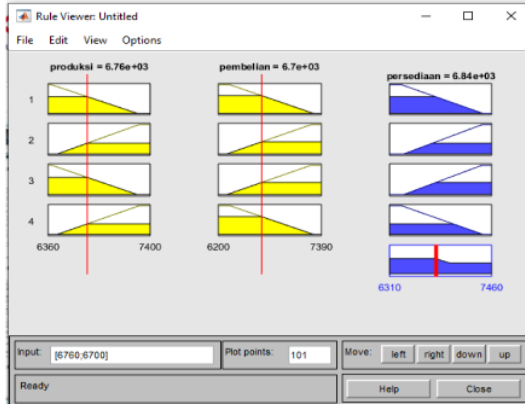 Rule Viewer: Untitled
File Edit View Options
produksi = 6.76e+03 pembelian = 6.7e+03 persediaan = 6.84e+03
1
2
3
4
6360 7400 6200 7390
6310 7460
Input: [6760;6700] Plot points: 101 Move: left right down up
Ready Help Close